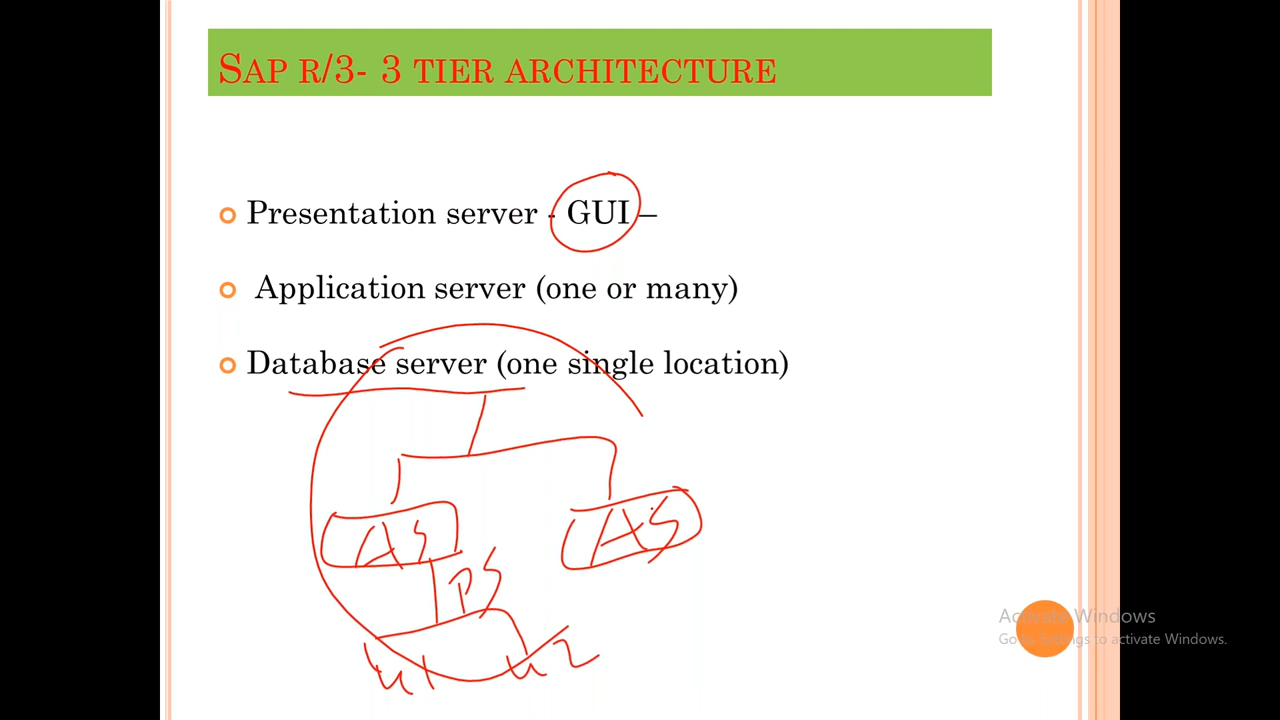 SAP R/3- 3 TIER ARCHITECTURE
Presentation server - GUI –
Application server (one or many)
Database server (one single location)
AS AS
PS
u1 u2
Activate Windows
Go to Settings to activate Windows.